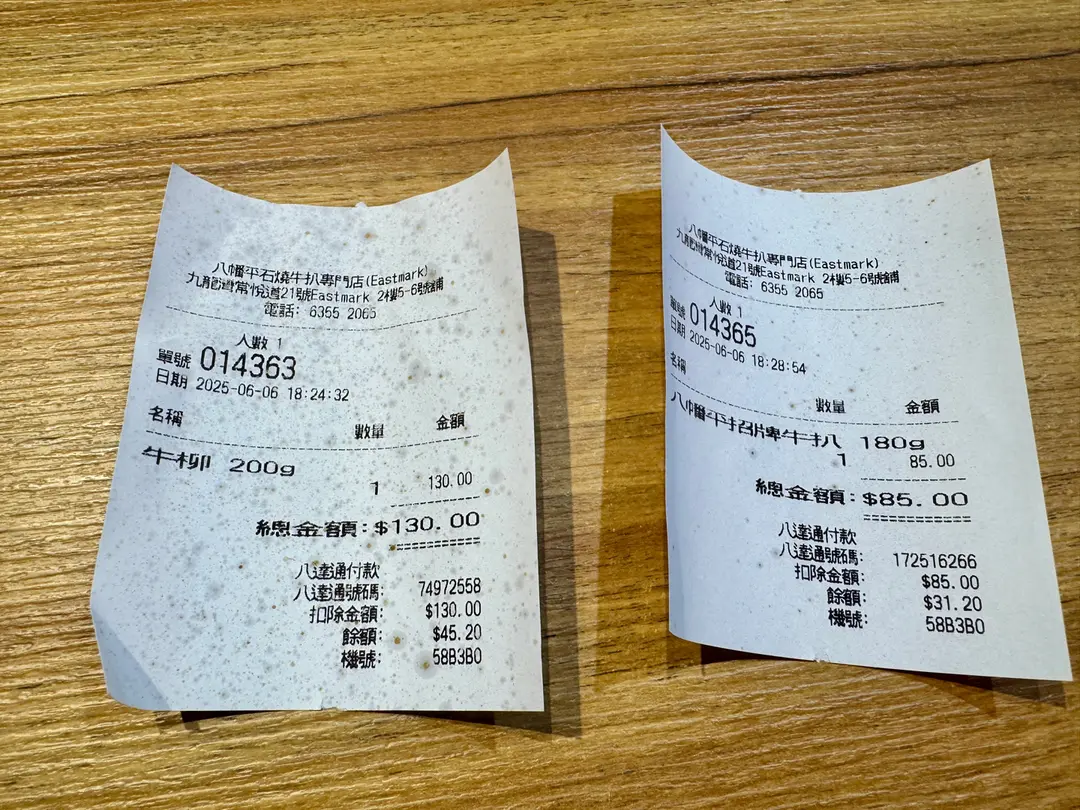 八幡平石燒牛扒專門店(Eastmark)
九龍灣常悅道21號Eastmark 2樓5-6號舖
電話: 6355 2065
人數 1
單號 014363
日期 2025-06-06 18:24:32
名稱 數量 金額
牛柳 200g
1 130.00
總金額:$130.00
八達通付款
八達通號碼: 74972558
扣除金額: $130.00
餘額: $45.20
機號: 58B3B0
八幡平石燒牛扒專門店(Eastmark)
九龍灣常悅道21號Eastmark 2樓5-6號舖
電話: 6355 2065
人數 1
單號 014365
日期 2025-06-06 18:28:54
名稱 數量 金額
八幡平招牌牛扒 180g
1 85.00
總金額:$85.00
八達通付款
八達通號碼: 172516266
扣除金額: $85.00
餘額: $31.20
機號: 58B3B0